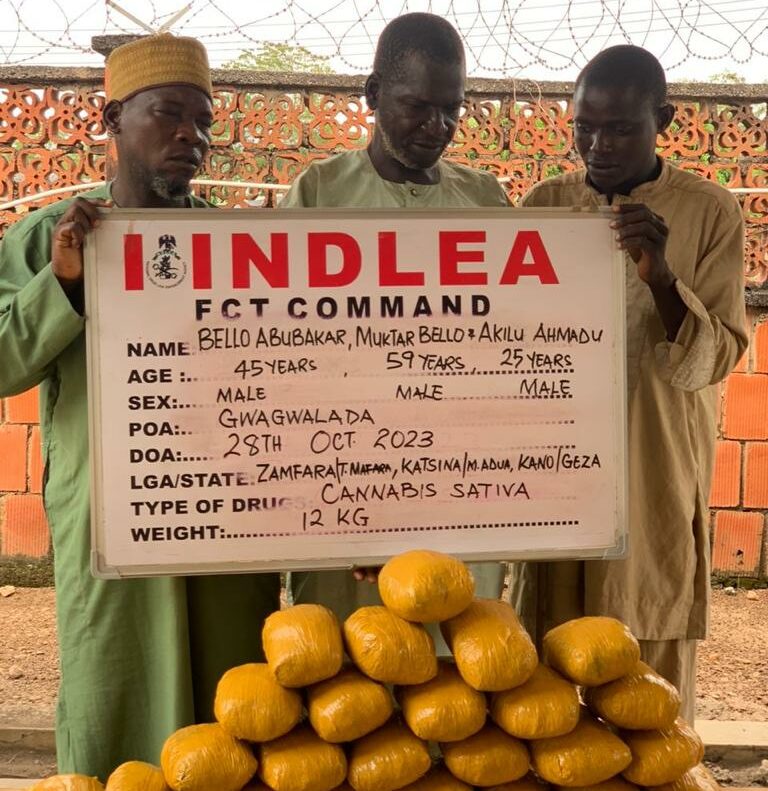 NDLEA
FCT COMMAND
NAME BELLO ABUBAKAR, MUKTAR BELLO & AKILU AHMADU
AGE :.. 45 YEARS , 59 YEARS, 25 YEARS
SEX:... MALE MALE MALE
POA:... GWAGWALADA
DOA:..... 28TH OCT 2023
LGA/STATE: ZAMFARA/T.MAFARA, KATSINA/M.ADUA, KANO/GEZA
TYPE OF DRUGS: CANNABIS SATIVA
WEIGHT:........ 12 KG